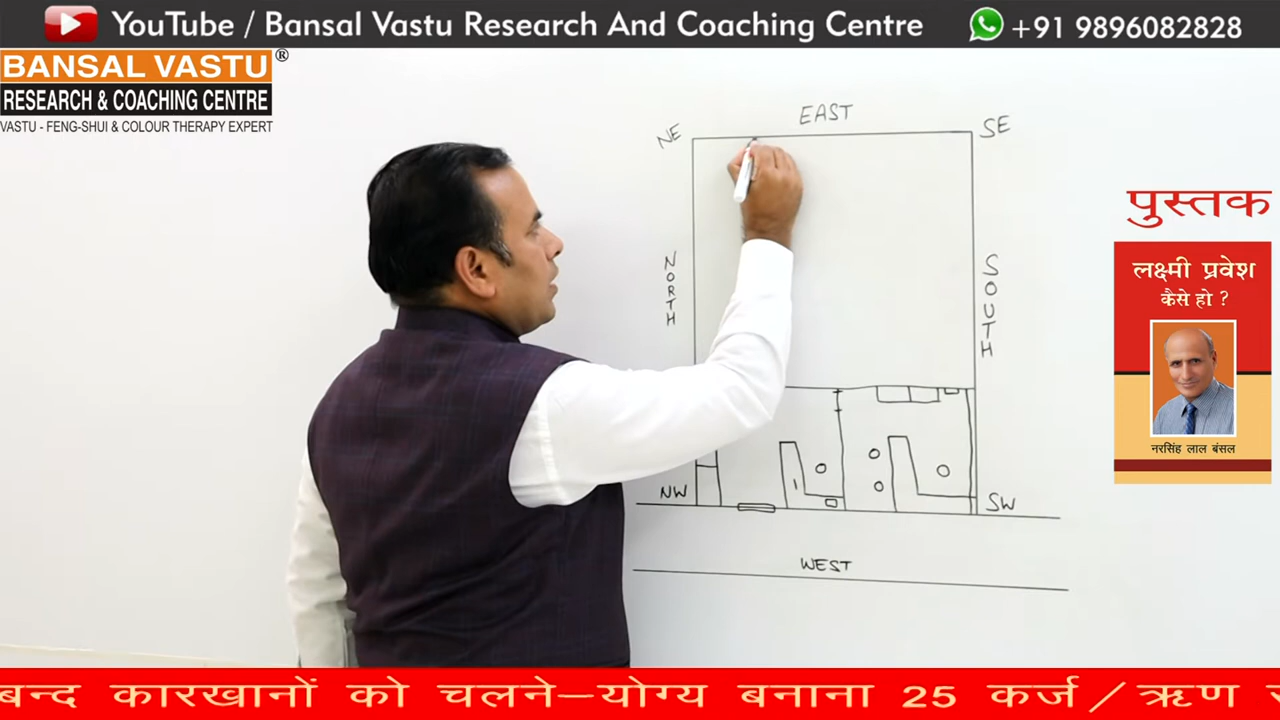 YouTube / Bansal Vastu Research And Coaching Centre
+91 9896082828
BANSAL VASTU®
RESEARCH & COACHING CENTRE
VASTU - FENG-SHUI & COLOUR THERAPY EXPERT
EAST
NE
SE
NORTH
SOUTH
NW
SW
WEST
पुस्तक
लक्ष्मी प्रवेश
कैसे हो ?
नरसिंह लाल बंसल
बन्द कारखानों को चलने–योग्य बनाना 25 कर्ज / ऋण